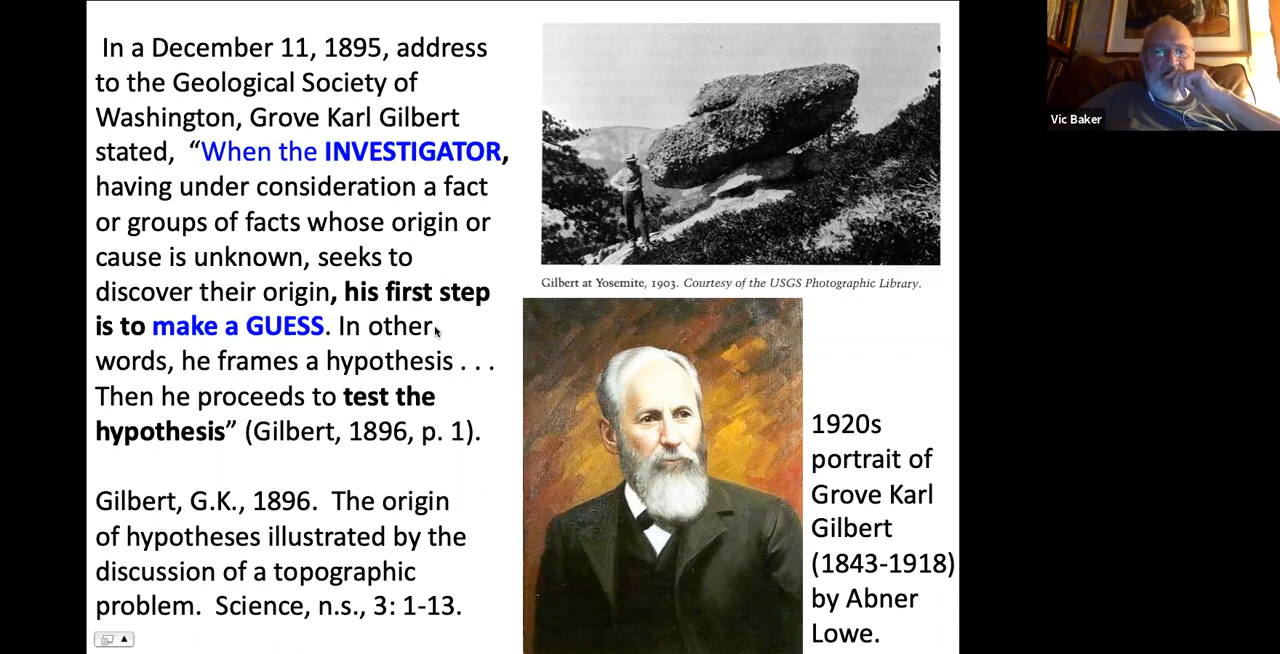 In a December 11, 1895, address
to the Geological Society of
Washington, Grove Karl Gilbert
stated, “When the INVESTIGATOR,
having under consideration a fact
or groups of facts whose origin or
cause is unknown, seeks to
discover their origin, his first step
is to make a GUESS. In other
words, he frames a hypothesis . . .
Then he proceeds to test the
hypothesis” (Gilbert, 1896, p. 1).
Gilbert, G.K., 1896. The origin
of hypotheses illustrated by the
discussion of a topographic
problem. Science, n.s., 3: 1-13.
Gilbert at Yosemite, 1903. Courtesy of the USGS Photographic Library.
1920s
portrait of
Grove Karl
Gilbert
(1843-1918)
by Abner
Lowe.
Vic Baker